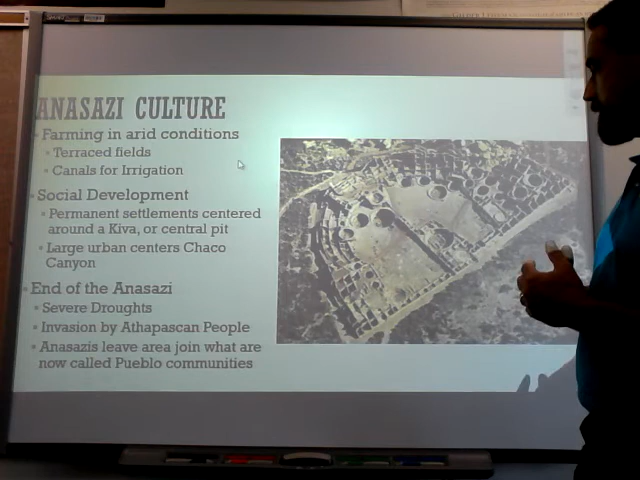 ANASAZI CULTURE
Farming in arid conditions
Terraced fields
Canals for Irrigation
Social Development
Permanent settlements centered
around a Kiva, or central pit
Large urban centers Chaco
Canyon
End of the Anasazi
Severe Droughts
Invasion by Athapascan People
Anasazis leave area join what are
now called Pueblo communities